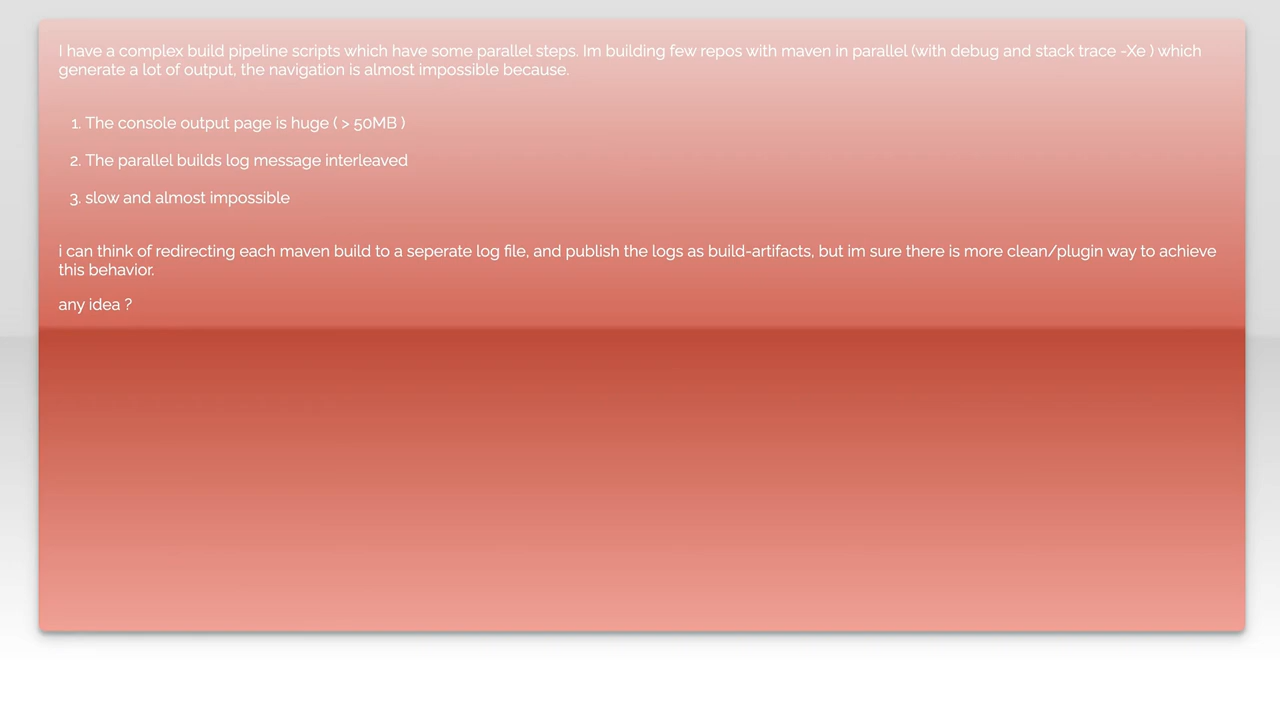 I have a complex build pipeline scripts which have some parallel steps. Im building few repos with maven in parallel (with debug and stack trace -Xe ) which
generate a lot of output, the navigation is almost impossible because.
1. The console output page is huge ( > 50MB )
2. The parallel builds log message interleaved
3. slow and almost impossible
i can think of redirecting each maven build to a seperate log file, and publish the logs as build-artifacts, but im sure there is more clean/plugin way to achieve
this behavior.
any idea ?